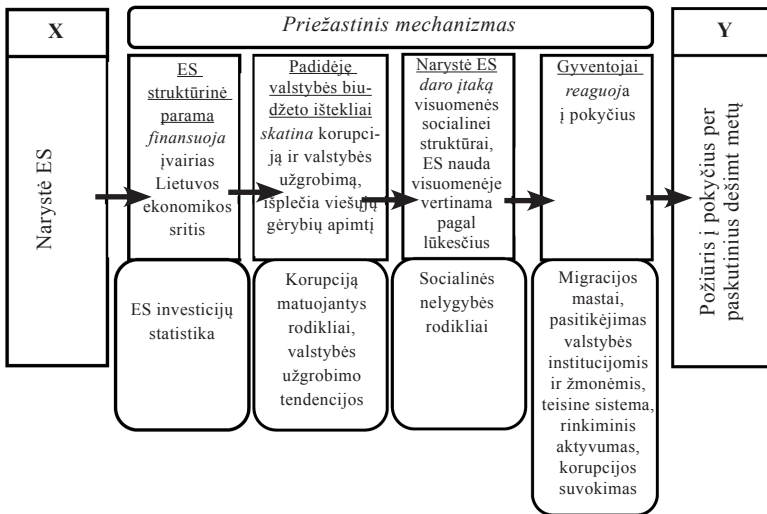 X
Priežastinis mechanizmas
Y
Narystė ES
ES
struktūrinė
parama
finansuoja
įvairias
Lietuvos
ekonomikos
sritis
Padidėję
valstybės biu-
džeto ištekliai
skatina korupci-
ją ir valstybės
užgrobimą,
išplečia viešųjų
gėrybių apimtį
Narystė ES
daro įtaką
visuomenės
socialinei
struktūrai,
ES nauda
visuomenėje
vertinama
pagal
lūkesčius
Gyventojai
reaguoja
į pokyčius
Požiūris į pokyčius per
paskutinius dešimt metų
ES investicijų
statistika
Korupciją
matuojantys
rodikliai,
valstybės
užgrobimo
tendencijos
Socialinės
nelygybės
rodikliai
Migracijos
mastai,
pasitikėjimas
valstybės
institucijomis
ir žmonėmis,
teisine sistema,
rinkiminis
aktyvumas,
korupcijos
suvokimas